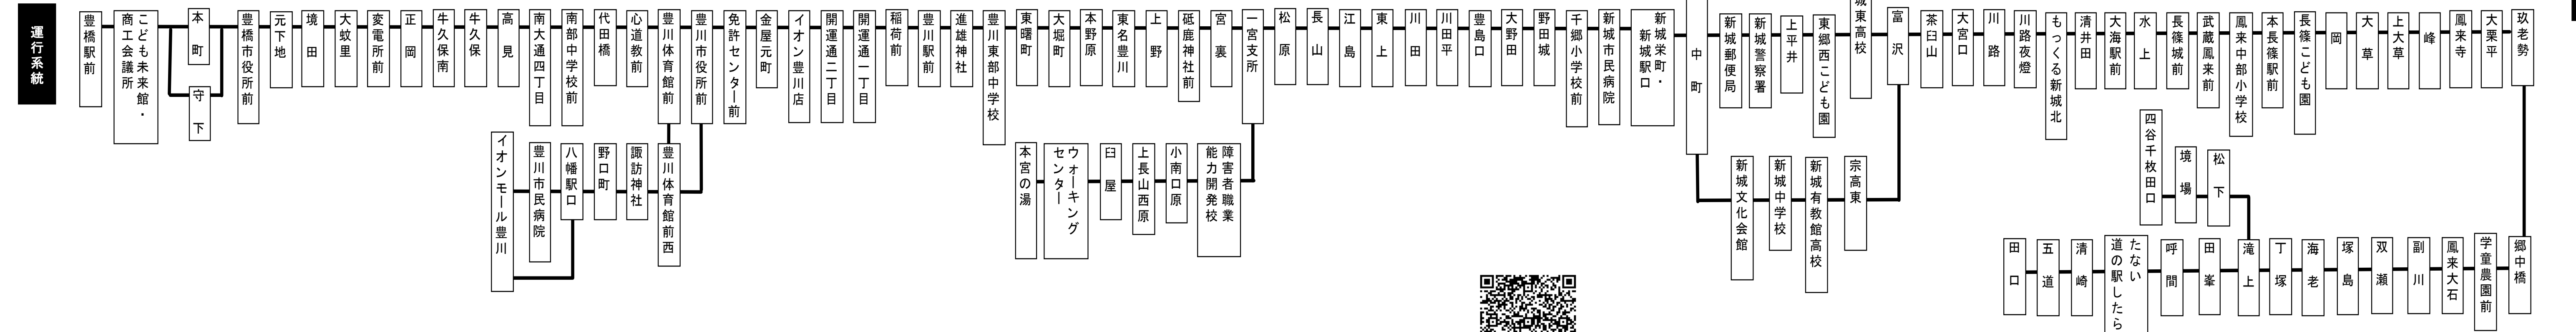 運行系統
豊橋駅前
こども未来館・
商工会議所
本町
守下
豊橋市役所前
元下地
境田
大蚊里
変電所前
正岡
牛久保南
牛久保
高見
南大通四丁目
南部中学校前
代田橋
心道教前
豊川体育館前
豊川市役所前
免許センター前
金屋元町
イオン豊川店
開運通二丁目
開運通一丁目
稲荷前
豊川駅前
進雄神社
豊川東部中学校
東曙町
大堀町
本野原
東名豊川
上野
砥鹿神社前
宮裏
一宮支所
松原
長山
江島
東上
川田
川田平
豊島口
大野田
野田城
千郷小学校前
新城市民病院
新城栄町・
新城駅口
中町
新城郵便局
新城警察署
上平井
東郷西こども園
城東高校
富沢
茶臼山
大宮口
川路
川路夜燈
もっくる新城北
清井田
大海駅前
水上
長篠城前
武蔵鳳来前
鳳来中部小学校
本長篠駅前
長篠こども園
岡
大草
上大草
峰
鳳来寺
大栗平
玖老勢
イオンモール豊川
豊川市民病院
八幡駅口
野口町
諏訪神社
豊川体育館前西
本宮の湯
ウォーキング
センター
臼屋
上長山西原
小南口原
障害者職業
能力開発校
新城文化会館
新城中学校
新城有教館高校
宗高東
四谷千枚田口
境場
松下
田口
五道
清崎
たない
道の駅したら
呼間
田峯
滝上
丁塚
海老
塚島
双瀬
副川
鳳来大石
学童農園前
郷中橋